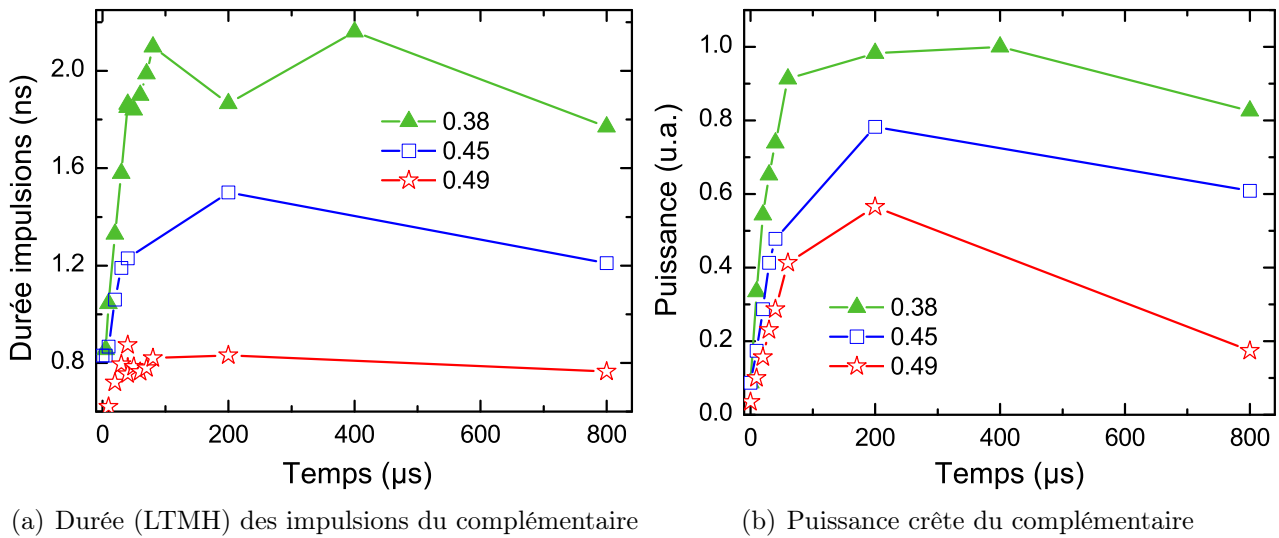 Durée impulsions (ns)
2.0
1.6
1.2
0.8
0.38
0.45
0.49
0 200 400 600 800
Temps (µs)
(a) Durée (LTMH) des impulsions du complémentaire
Puissance (u.a.)
1.0
0.8
0.6
0.4
0.2
0.0
0.38
0.45
0.49
0 200 400 600 800
Temps (µs)
(b) Puissance crête du complémentaire